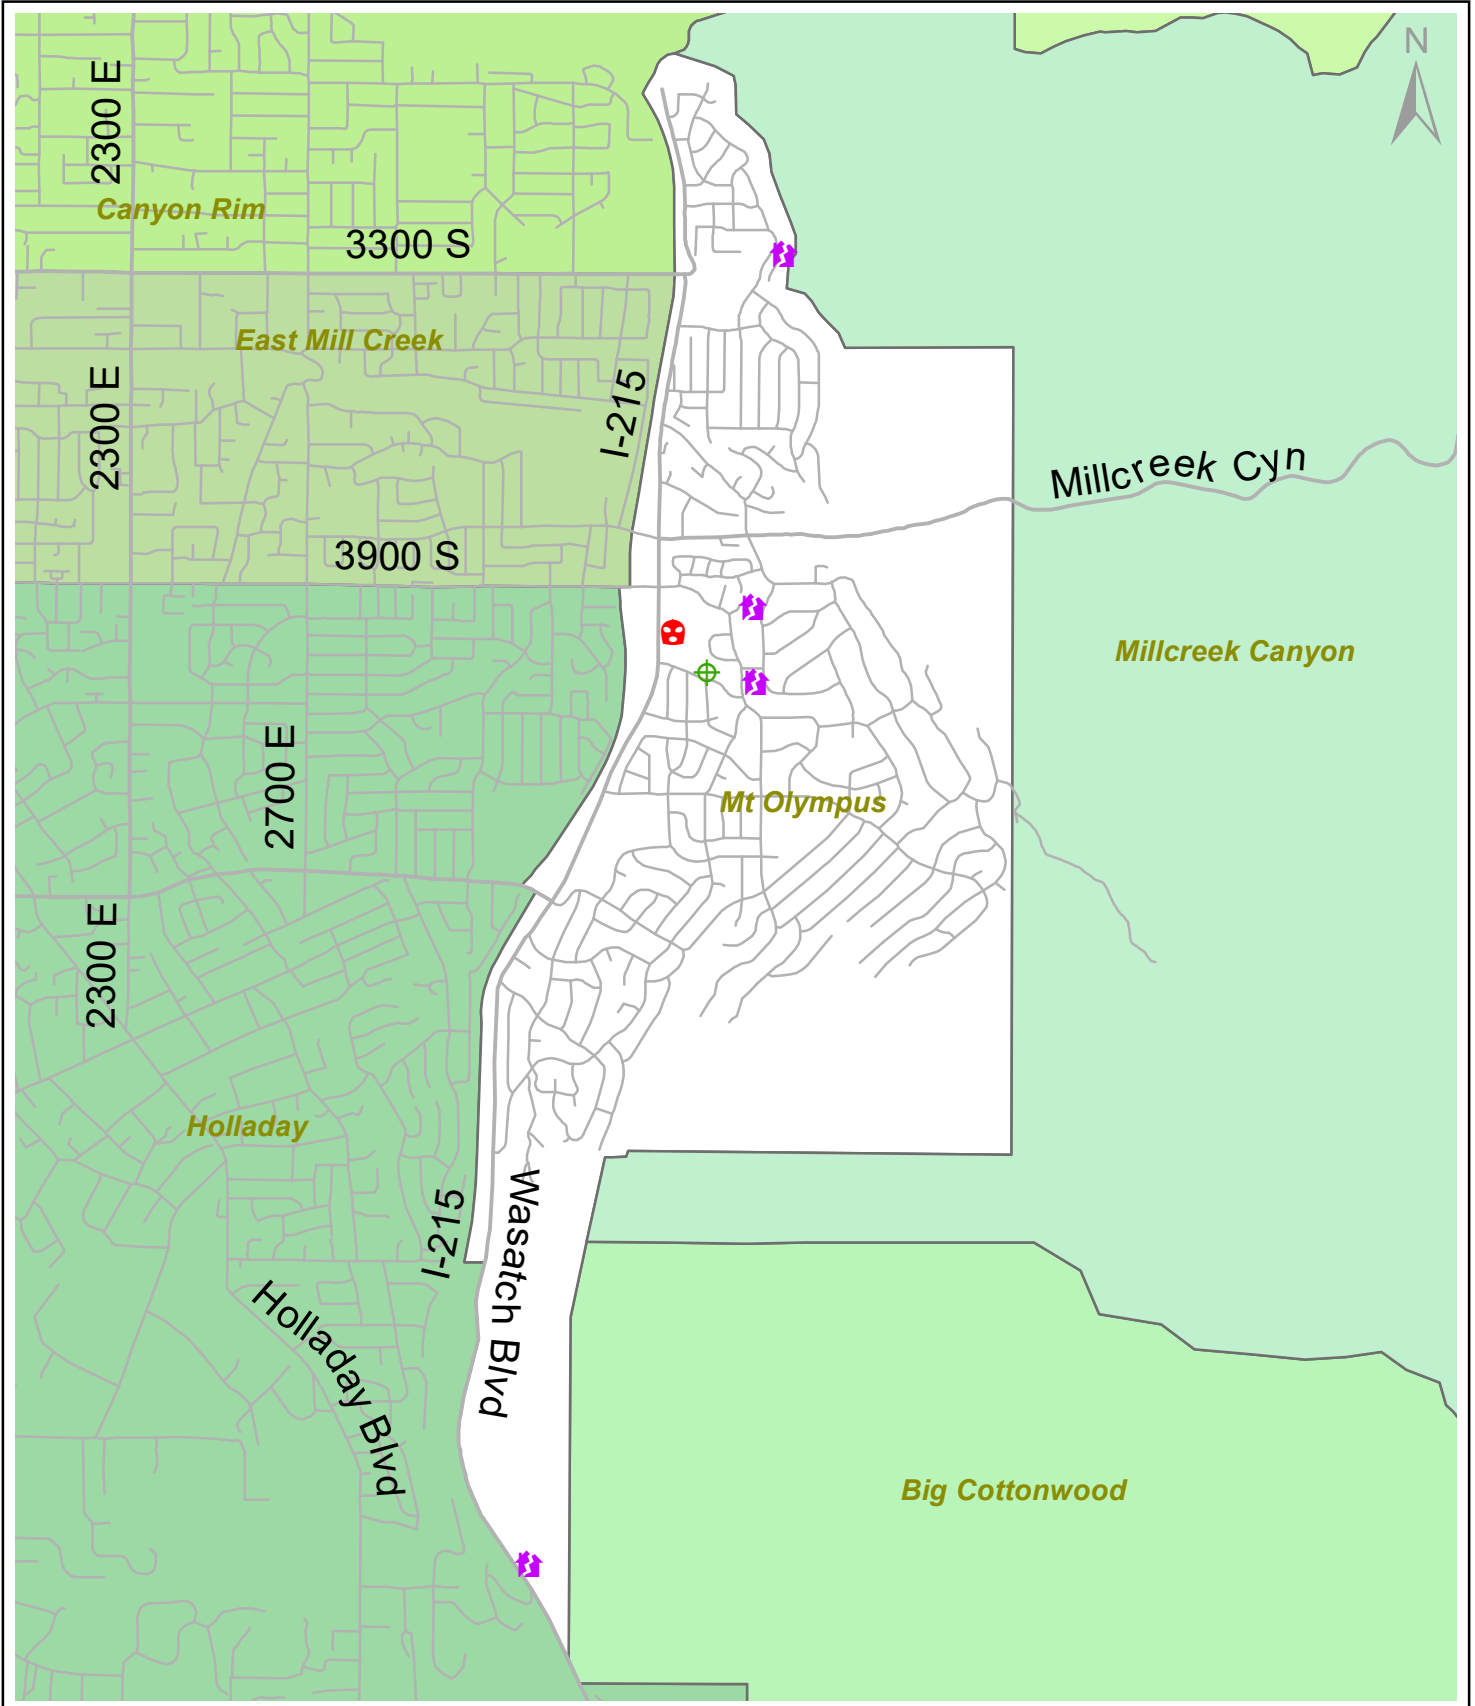 N
2300 E
Canyon Rim
3300 S
East Mill Creek
2300 E
I-215
Millcreek Cyn
3900 S
Millcreek Canyon
2700 E
Mt Olympus
2300 E
Holladay
I-215
Wasatch Blvd
Holladay Blvd
Big Cottonwood